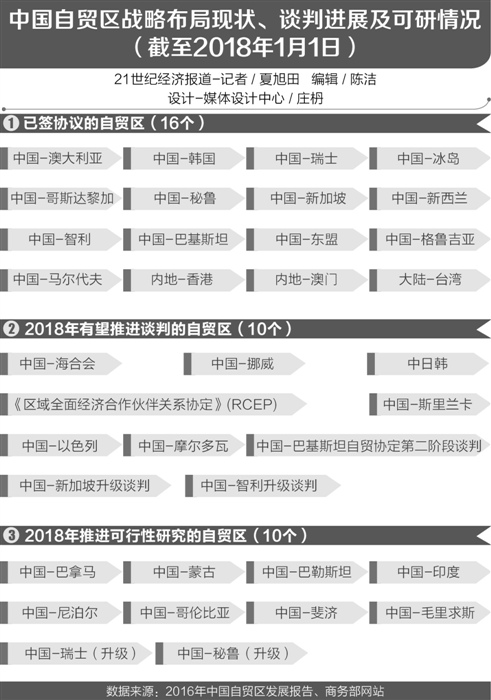 中国自贸区战略布局现状、谈判进展及可研情况
（截至2018年1月1日）
21世纪经济报道-记者 / 夏旭田　编辑 / 陈洁
设计-媒体设计中心 / 庄枬
1 已签协议的自贸区（16个）
中国-澳大利亚　中国-韩国　中国-瑞士　中国-冰岛
中国-哥斯达黎加　中国-秘鲁　中国-新加坡　中国-新西兰
中国-智利　中国-巴基斯坦　中国-东盟　中国-格鲁吉亚
中国-马尔代夫　内地-香港　内地-澳门　大陆-台湾
2 2018年有望推进谈判的自贸区（10个）
中国-海合会　中国-挪威　中日韩
《区域全面经济合作伙伴关系协定》(RCEP)　中国-斯里兰卡
中国-以色列　中国-摩尔多瓦　中国-巴基斯坦自贸协定第二阶段谈判
中国-新加坡升级谈判　中国-智利升级谈判
3 2018年推进可行性研究的自贸区（10个）
中国-巴拿马　中国-蒙古　中国-巴勒斯坦　中国-印度
中国-尼泊尔　中国-哥伦比亚　中国-斐济　中国-毛里求斯
中国-瑞士（升级）　中国-秘鲁（升级）
数据来源：2016年中国自贸区发展报告、商务部网站